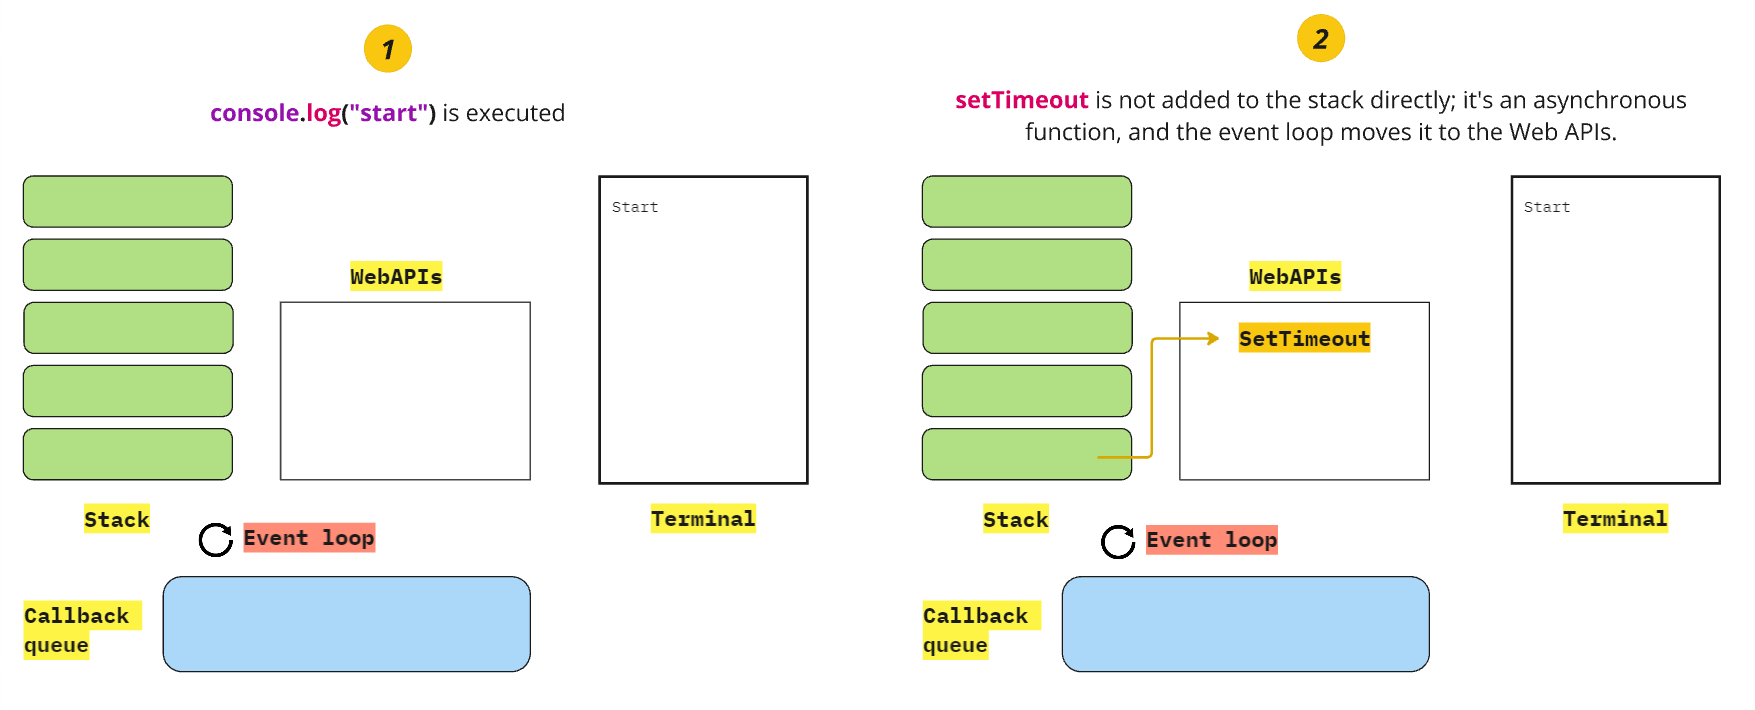 1
console.log("start") is executed
Start
WebAPIs
Stack
Terminal
Event loop
Callback
queue
2
setTimeout is not added to the stack directly; it's an asynchronous
function, and the event loop moves it to the Web APIs.
Start
WebAPIs
SetTimeout
Stack
Terminal
Event loop
Callback
queue